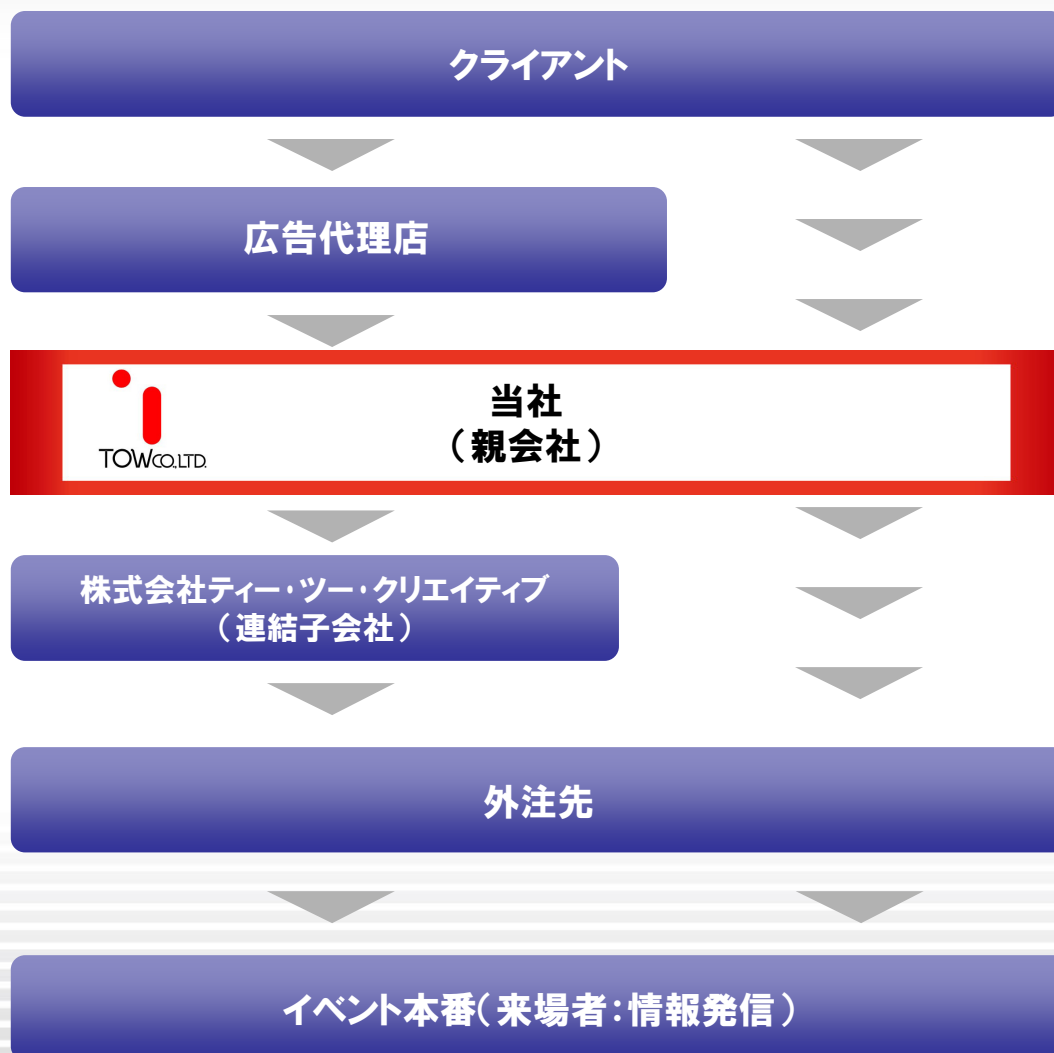 クライアント
広告代理店
TOWCO.,LTD.
当社
（親会社）
株式会社ティー・ツー・クリエイティブ
（連結子会社）
外注先
イベント本番（来場者：情報発信）